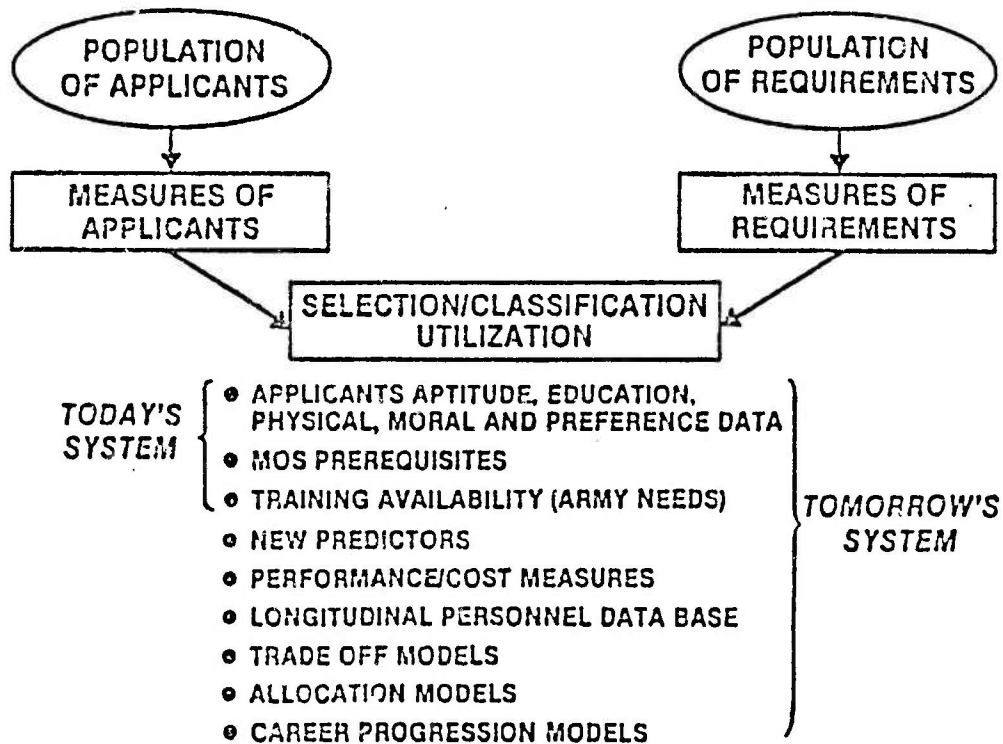 POPULATION
OF APPLICANTS
POPULATION
OF REQUIREMENTS
MEASURES OF
APPLICANTS
MEASURES OF
REQUIREMENTS
SELECTION/CLASSIFICATION
UTILIZATION
TODAY'S
SYSTEM
• APPLICANTS APTITUDE, EDUCATION,
PHYSICAL, MORAL AND PREFERENCE DATA
• MOS PREREQUISITES
• TRAINING AVAILABILITY (ARMY NEEDS)
• NEW PREDICTORS
• PERFORMANCE/COST MEASURES
• LONGITUDINAL PERSONNEL DATA BASE
• TRADE OFF MODELS
• ALLOCATION MODELS
• CAREER PROGRESSION MODELS
TOMORROW'S
SYSTEM